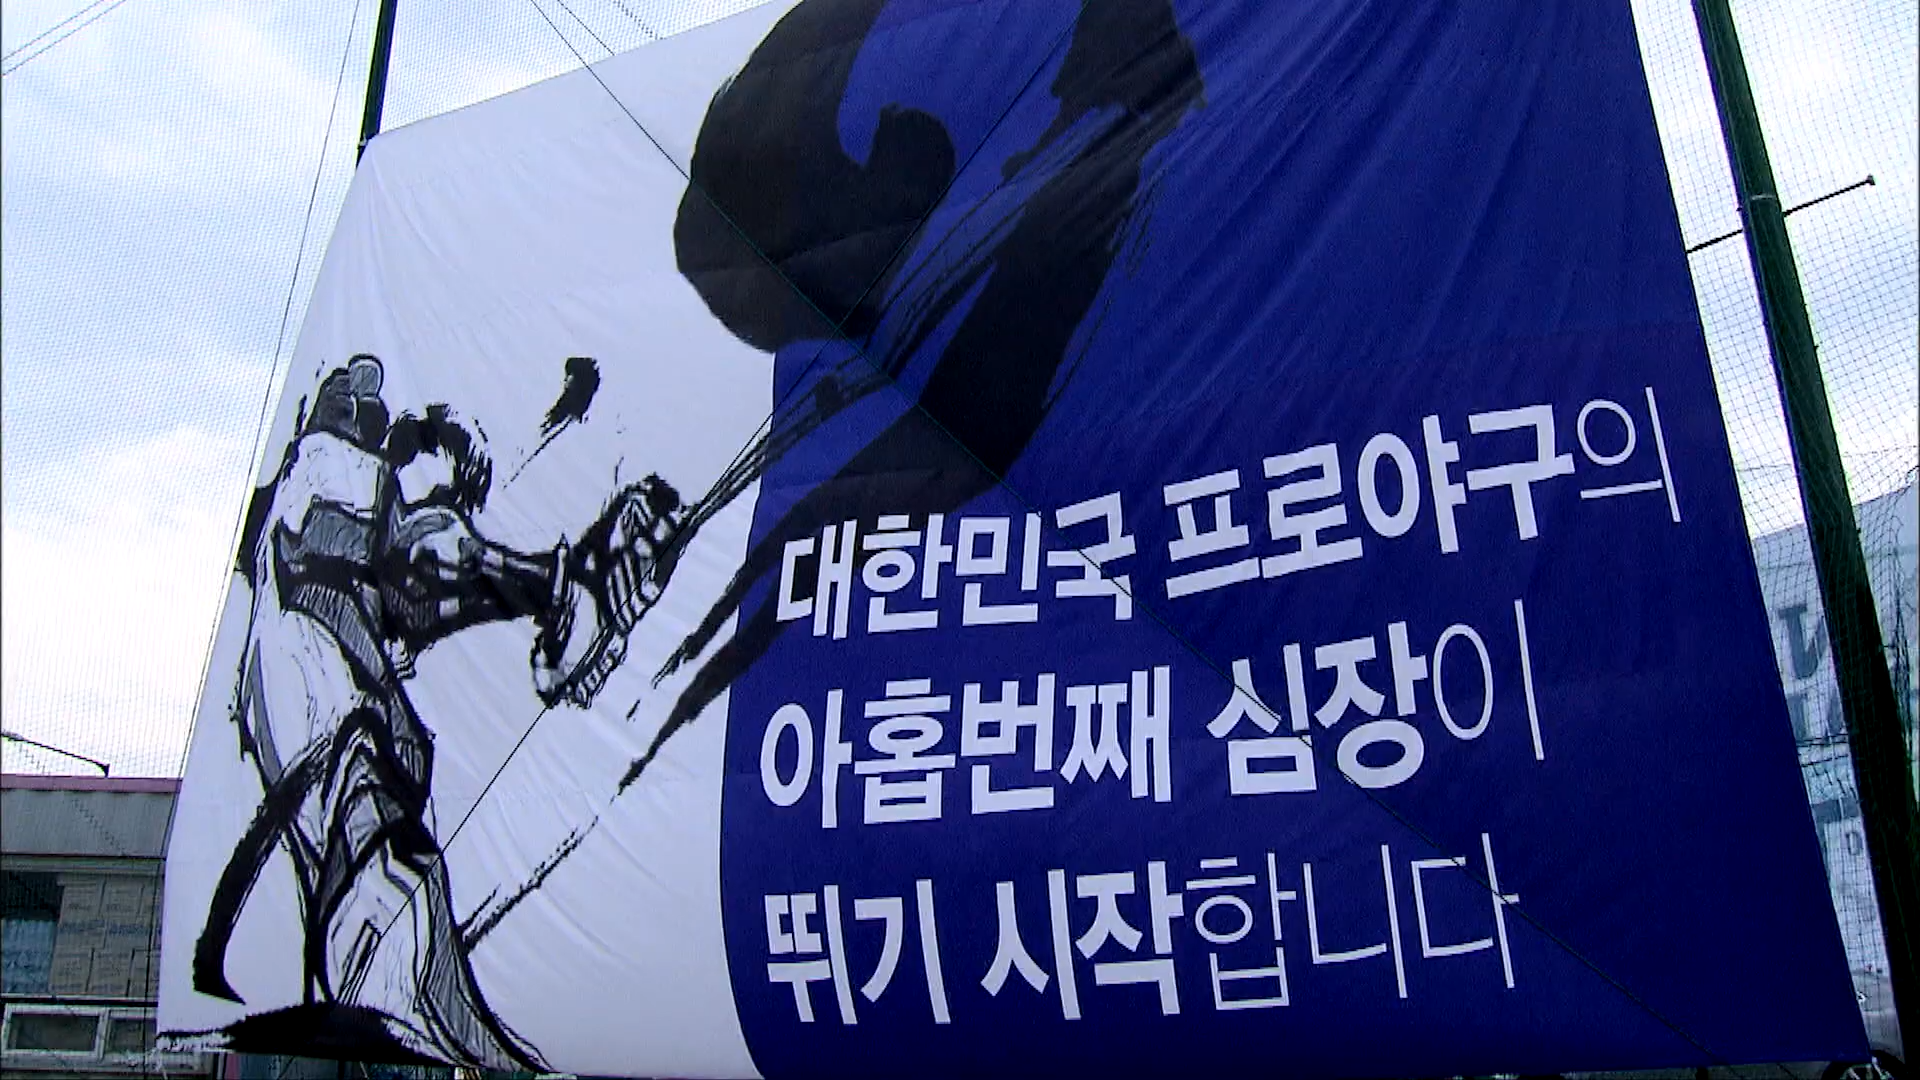 대한민국 프로야구의
아홉번째 심장이
뛰기 시작합니다